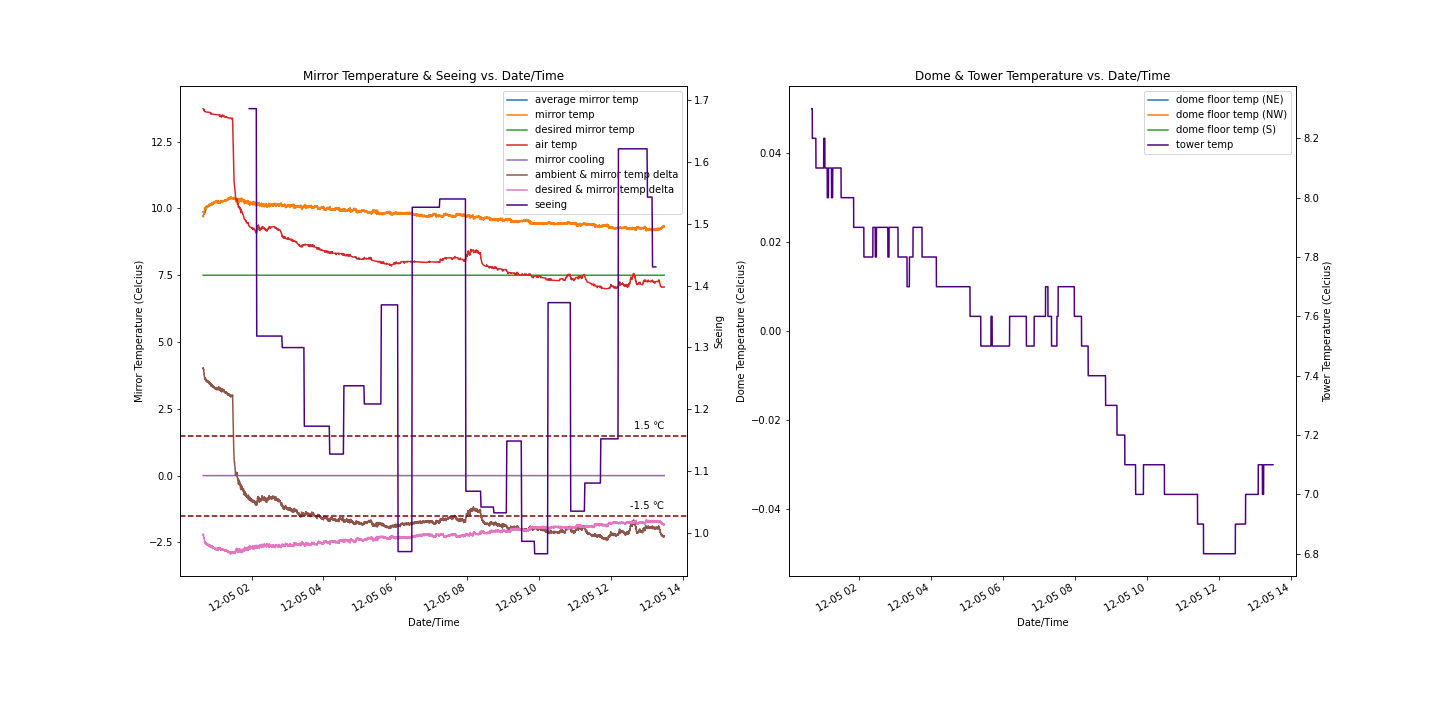 Mirror Temperature & Seeing vs. Date/Time
average mirror temp
mirror temp
desired mirror temp
air temp
mirror cooling
ambient & mirror temp delta
desired & mirror temp delta
seeing
12.5
10.0
7.5
5.0
2.5
0.0
−2.5
Mirror Temperature (Celcius)
1.7
1.6
1.5
1.4
1.3
1.2
1.1
1.0
Seeing
1.5 ℃
-1.5 ℃
12-05 02
12-05 04
12-05 06
12-05 08
12-05 10
12-05 12
12-05 14
Date/Time
Dome & Tower Temperature vs. Date/Time
dome floor temp (NE)
dome floor temp (NW)
dome floor temp (S)
tower temp
0.04
0.02
0.00
−0.02
−0.04
Dome Temperature (Celcius)
8.2
8.0
7.8
7.6
7.4
7.2
7.0
6.8
Tower Temperature (Celcius)
12-05 02
12-05 04
12-05 06
12-05 08
12-05 10
12-05 12
12-05 14
Date/Time